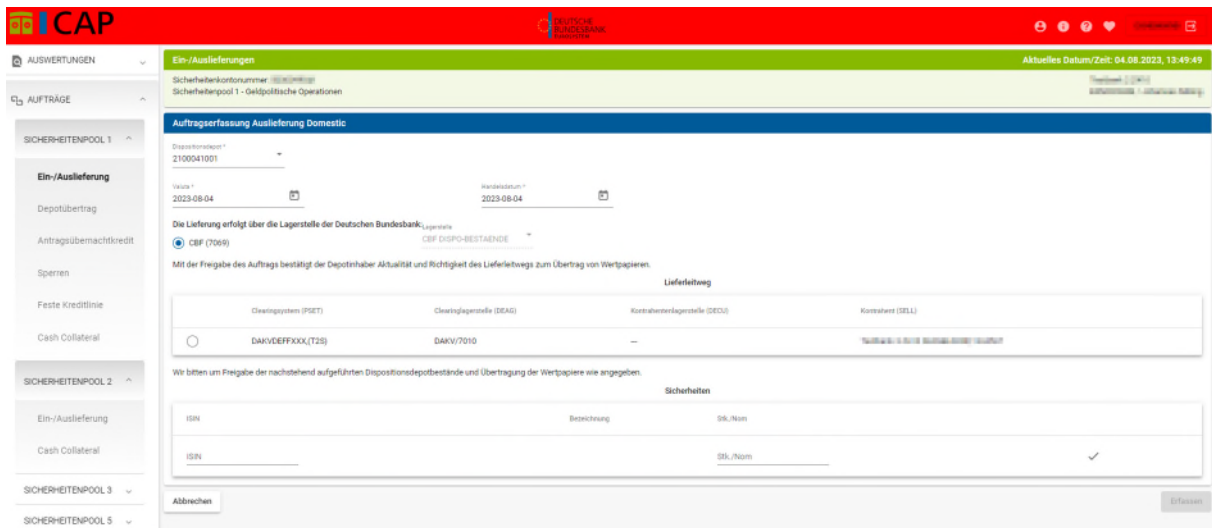 CAP
DEUTSCHE
BUNDESBANK
EUROSYSTEM
AUSWERTUNGEN
AUFTRÄGE
SICHERHEITENPOOL 1
Ein-/Auslieferung
Depotübertrag
Antragsübernachtkredit
Sperren
Feste Kreditlinie
Cash Collateral
SICHERHEITENPOOL 2
Ein-/Auslieferung
Cash Collateral
SICHERHEITENPOOL 3
SICHERHEITENPOOL 5
Ein-/Auslieferungen Aktuelles Datum/Zeit: 04.08.2023, 13:49:49
Sicherheitenkontonummer:
Sicherheitenpool 1 - Geldpolitische Operationen
Auftragserfassung Auslieferung Domestic
Dispositionsdepot *
2100041001
Valuta * Handelsdatum *
2023-08-04 2023-08-04
Die Lieferung erfolgt über die Lagerstelle der Deutschen Bundesbank: Lagerstelle
CBF (7069) CBF DISPO-BESTAENDE
Mit der Freigabe des Auftrags bestätigt der Depotinhaber Aktualität und Richtigkeit des Lieferleitwegs zum Übertrag von Wertpapieren.
Lieferleitweg
Clearingsystem (PSET) Clearinglagerstelle (DEAG) Kontrahentenlagerstelle (DECU) Kontrahent (SELL)
DAKVDEFFXXX,(T2S) DAKV/7010 —
Wir bitten um Freigabe der nachstehend aufgeführten Dispositionsdepotbestände und Übertragung der Wertpapiere wie angegeben.
Sicherheiten
ISIN Bezeichnung Stk./Nom
ISIN Stk./Nom
Abbrechen Erfassen